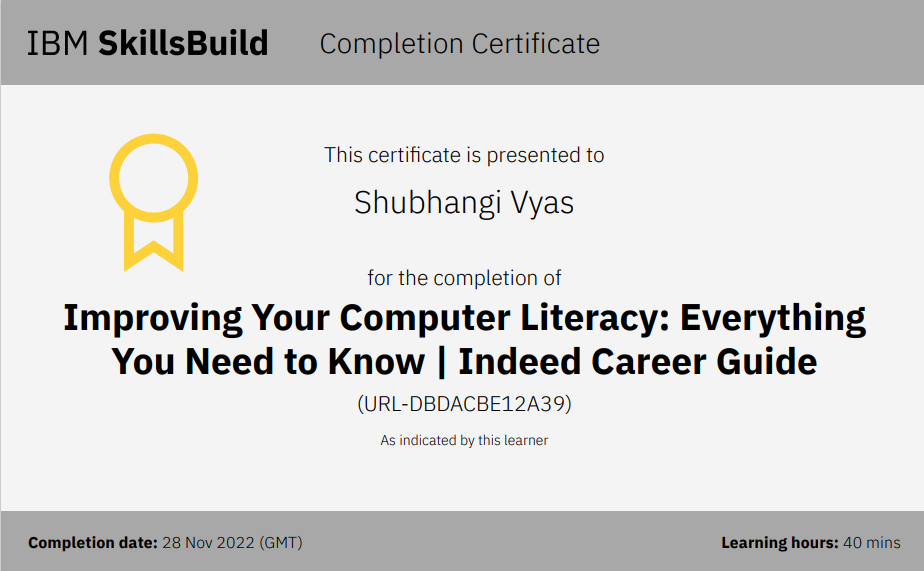 IBM SkillsBuild Completion Certificate
This certificate is presented to
Shubhangi Vyas
for the completion of
Improving Your Computer Literacy: Everything
You Need to Know | Indeed Career Guide
(URL-DBDACBE12A39)
As indicated by this learner
Completion date: 28 Nov 2022 (GMT) Learning hours: 40 mins